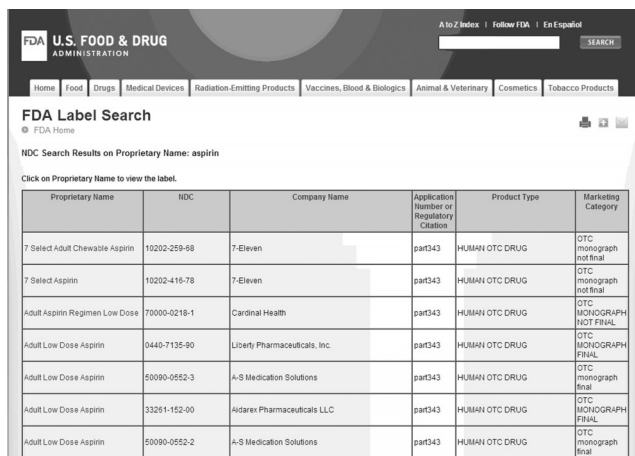 A to Z Index | Follow FDA | En Español
FDA U.S. FOOD & DRUG
ADMINISTRATION
SEARCH
Home Food Drugs Medical Devices Radiation-Emitting Products Vaccines, Blood & Biologics Animal & Veterinary Cosmetics Tobacco Products
FDA Label Search
FDA Home
NDC Search Results on Proprietary Name: aspirin
Click on Proprietary Name to view the label.
Proprietary Name NDC Company Name Application Number or Regulatory Citation Product Type Marketing Category
7 Select Adult Chewable Aspirin 10202-259-68 7-Eleven part343 HUMAN OTC DRUG OTC monograph not final
7 Select Aspirin 10202-416-78 7-Eleven part343 HUMAN OTC DRUG OTC monograph not final
Adult Aspirin Regimen Low Dose 70000-0218-1 Cardinal Health part343 HUMAN OTC DRUG OTC MONOGRAPH NOT FINAL
Adult Low Dose Aspirin 0440-7135-90 Liberty Pharmaceuticals, Inc. part343 HUMAN OTC DRUG OTC MONOGRAPH FINAL
Adult Low Dose Aspirin 50090-0552-3 A-S Medication Solutions part343 HUMAN OTC DRUG OTC monograph final
Adult Low Dose Aspirin 33261-152-00 Aidarex Pharmaceuticals LLC part343 HUMAN OTC DRUG OTC MONOGRAPH FINAL
Adult Low Dose Aspirin 50090-0552-2 A-S Medication Solutions part343 HUMAN OTC DRUG OTC monograph final